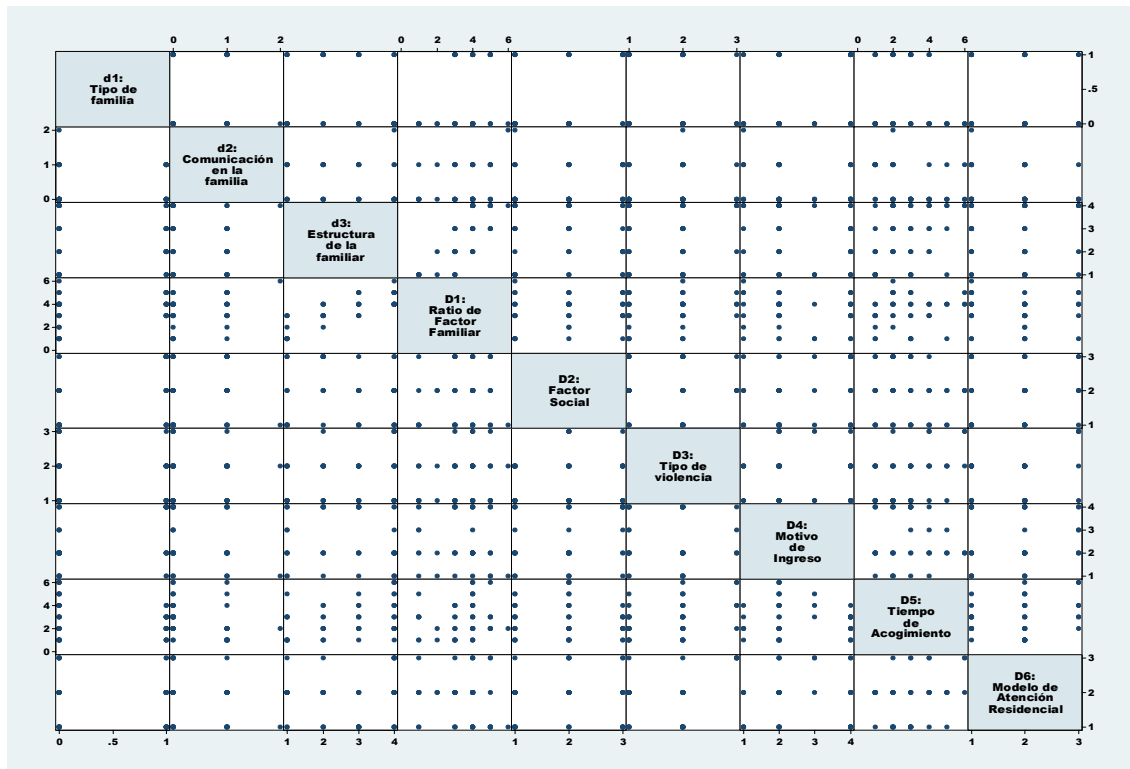 0 1 2 0 2 4 6 1 2 3 0 2 4 6
d1:
Tipo de
familia
1
.5
0
2
1
0
d2:
Comunicación
en la
familia
d3:
Estructura
de la
familiar
4
3
2
1
6
4
2
0
D1:
Ratio de
Factor
Familiar
D2:
Factor
Social
3
2
1
3
2
1
D3:
Tipo de
violencia
D4:
Motivo
de
Ingreso
4
3
2
1
6
4
2
0
D5:
Tiempo
de
Acogimiento
D6:
Modelo de
Atención
Residencial
3
2
1
0 .5 1 1 2 3 4 1 2 3 1 2 3 4 1 2 3